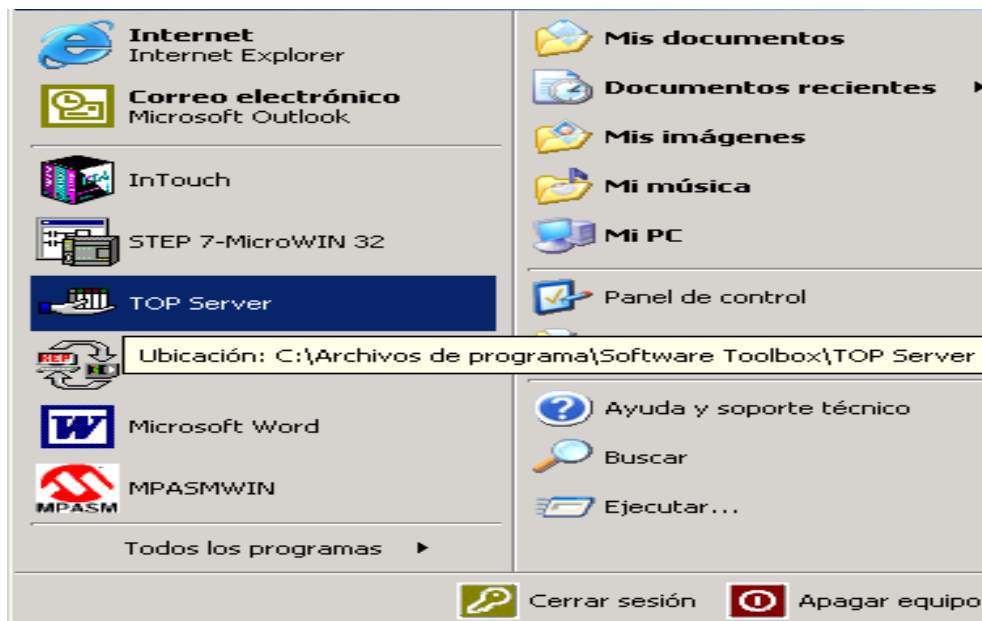 Internet
Internet Explorer
Correo electrónico
Microsoft Outlook
InTouch
STEP 7-MicroWIN 32
TOP Server
REP
Ubicación: C:\Archivos de programa\Software Toolbox\TOP Server
W
Microsoft Word
MPASM
MPASMWIN
Todos los programas
Mis documentos
Documentos recientes
Mis imágenes
Mi música
Mi PC
Panel de control
Ayuda y soporte técnico
Buscar
Ejecutar...
Cerrar sesión
Apagar equipo